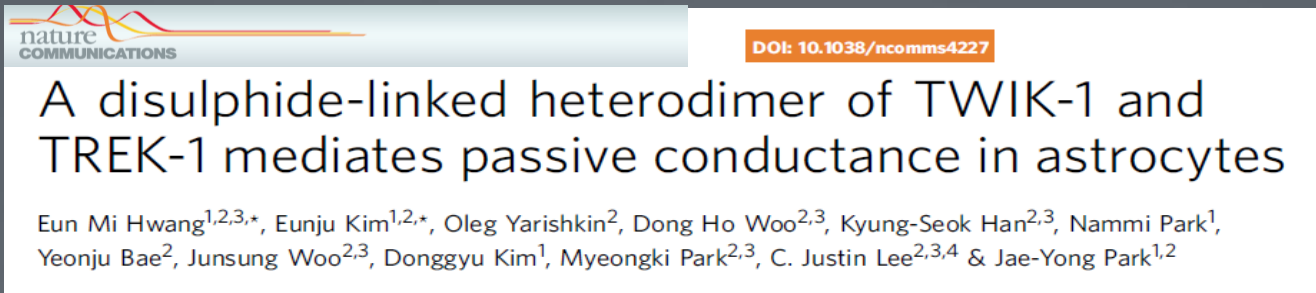 nature
COMMUNICATIONS
DOI: 10.1038/ncomms4227
A disulphide-linked heterodimer of TWIK-1 and
TREK-1 mediates passive conductance in astrocytes
Eun Mi Hwang1,2,3,*, Eunju Kim1,2,*, Oleg Yarishkin2, Dong Ho Woo2,3, Kyung-Seok Han2,3, Nammi Park1,
Yeonju Bae2, Junsung Woo2,3, Donggyu Kim1, Myeongki Park2,3, C. Justin Lee2,3,4 & Jae-Yong Park1,2